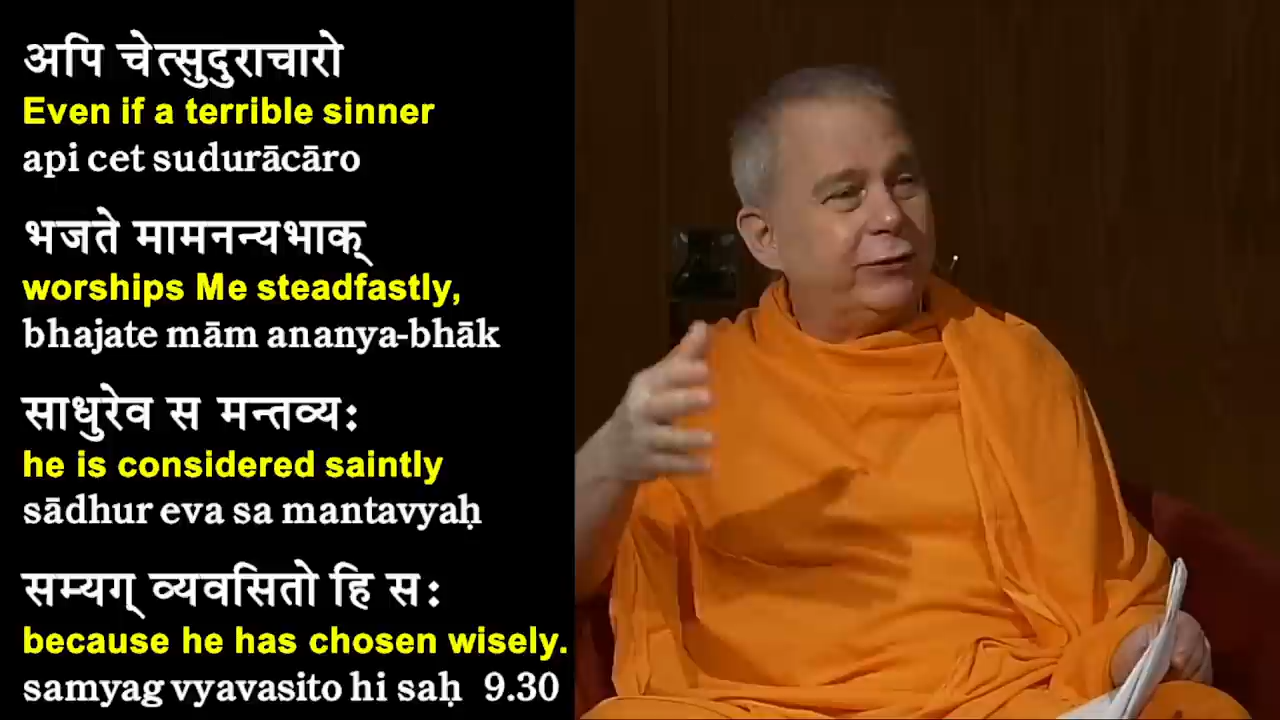 अपि चेत्सुदुराचारो
Even if a terrible sinner
api cet sudurācāro
भजते मामनन्यभाक्
worships Me steadfastly,
bhajate mām ananya-bhāk
साधुरेव स मन्तव्यः
he is considered saintly
sādhur eva sa mantavyaḥ
सम्यग् व्यवसितो हि सः
because he has chosen wisely.
samyag vyavasito hi saḥ 9.30